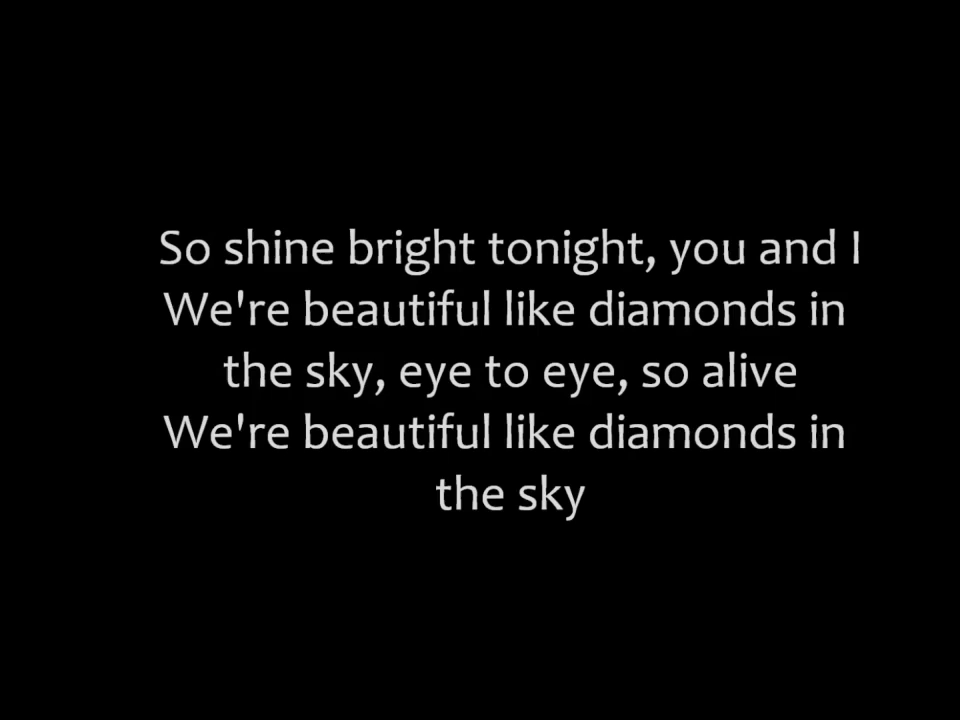 So shine bright tonight, you and I
We're beautiful like diamonds in
the sky, eye to eye, so alive
We're beautiful like diamonds in
the sky